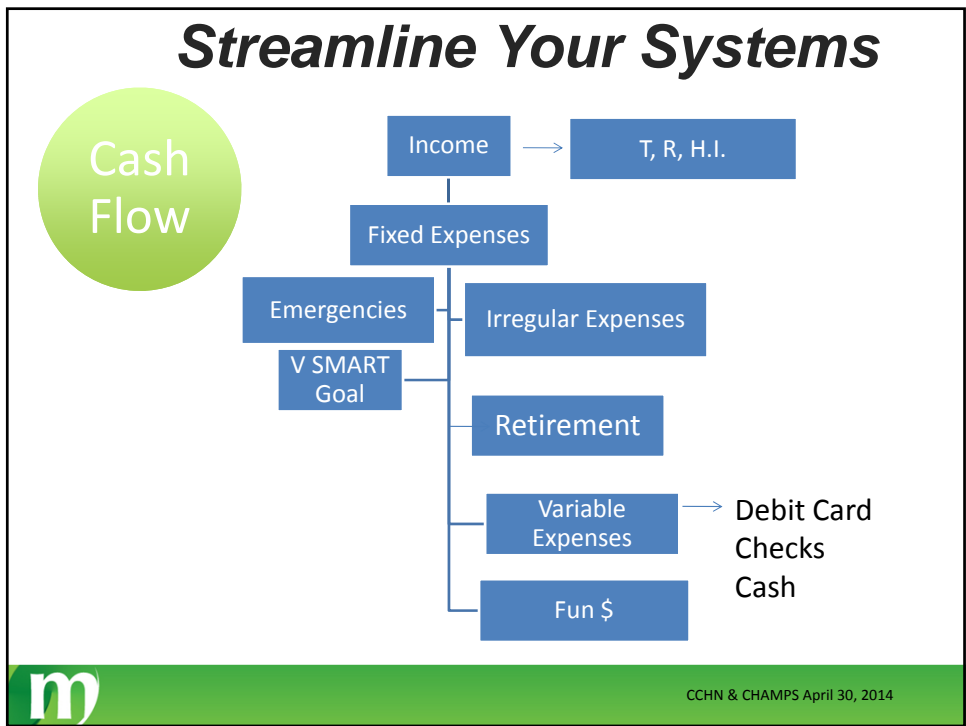 Streamline Your Systems
Cash
Flow
Income
T, R, H.I.
Fixed Expenses
Emergencies
Irregular Expenses
V SMART
Goal
Retirement
Variable
Expenses
Debit Card
Checks
Cash
Fun $
m
CCHN & CHAMPS April 30, 2014